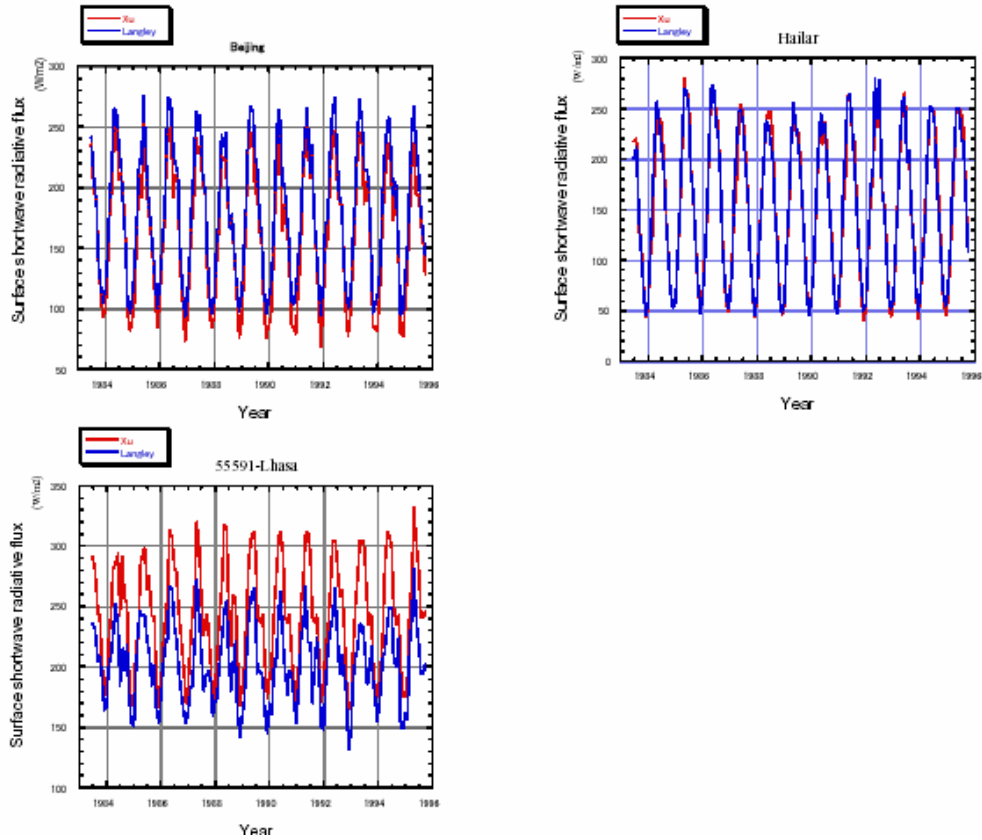 Xu
Langley
Beijing
(W/m2)
Surface shortwave radiative flux
300
250
200
150
100
50
1984
1986
1988
1990
1992
1994
1996
Year
Xu
Langley
Hailar
(W/m2)
Surface shortwave radiative flux
300
250
200
150
100
50
0
1984
1986
1988
1990
1992
1994
1996
Year
Xu
Langley
55591-Lhasa
(W/m2)
Surface shortwave radiative flux
350
300
250
200
150
100
1984
1986
1988
1990
1992
1994
1996
Year